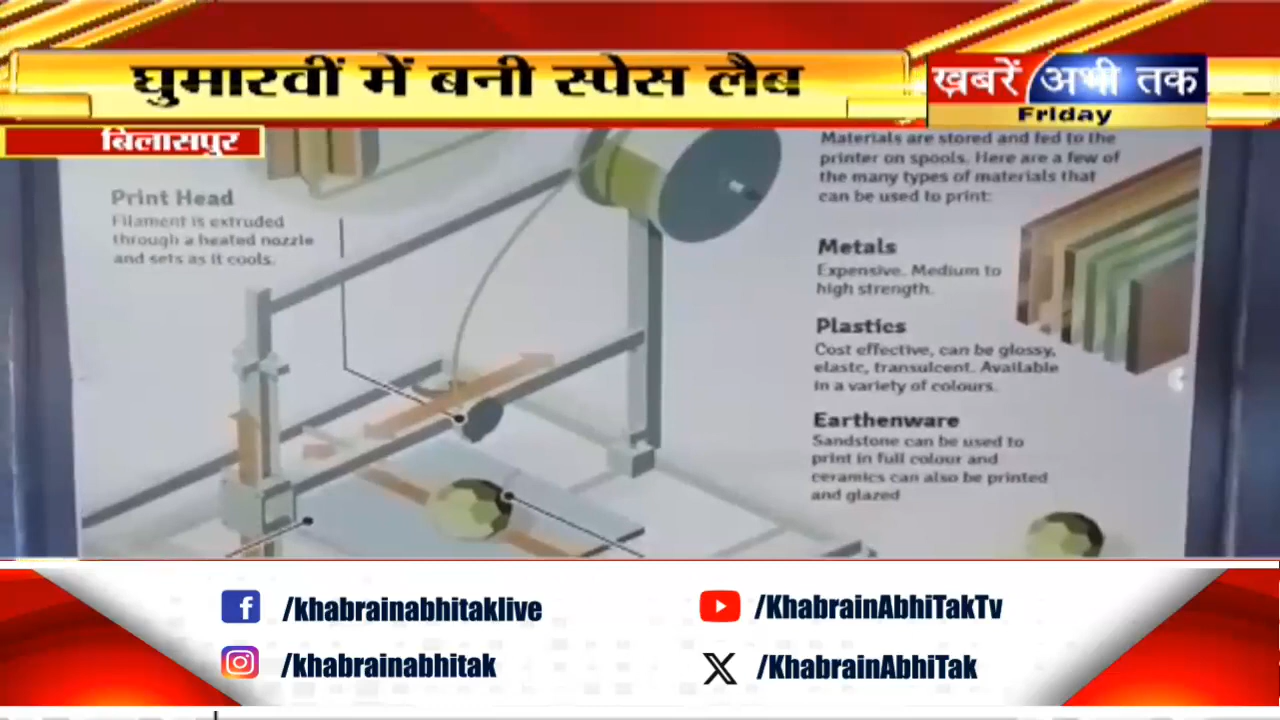 घुमारवीं में बनी स्पेस लैब
ख़बरें अभी तक
Friday
बिलासपुर
Print Head
Filament is extruded
through a heated nozzle
and sets as it cools.
Materials are stored and fed to the
printer on spools. Here are a few of
the many types of materials that
can be used to print:
Metals
Expensive. Medium to
high strength.
Plastics
Cost effective, can be glossy,
elastc, transulcent. Available
in a variety of colours.
Earthenware
Sandstone can be used to
print in full colour and
ceramics can also be printed
and glazed
/khabrainabhitaklive
/KhabrainAbhiTakTv
/khabrainabhitak
/KhabrainAbhiTak